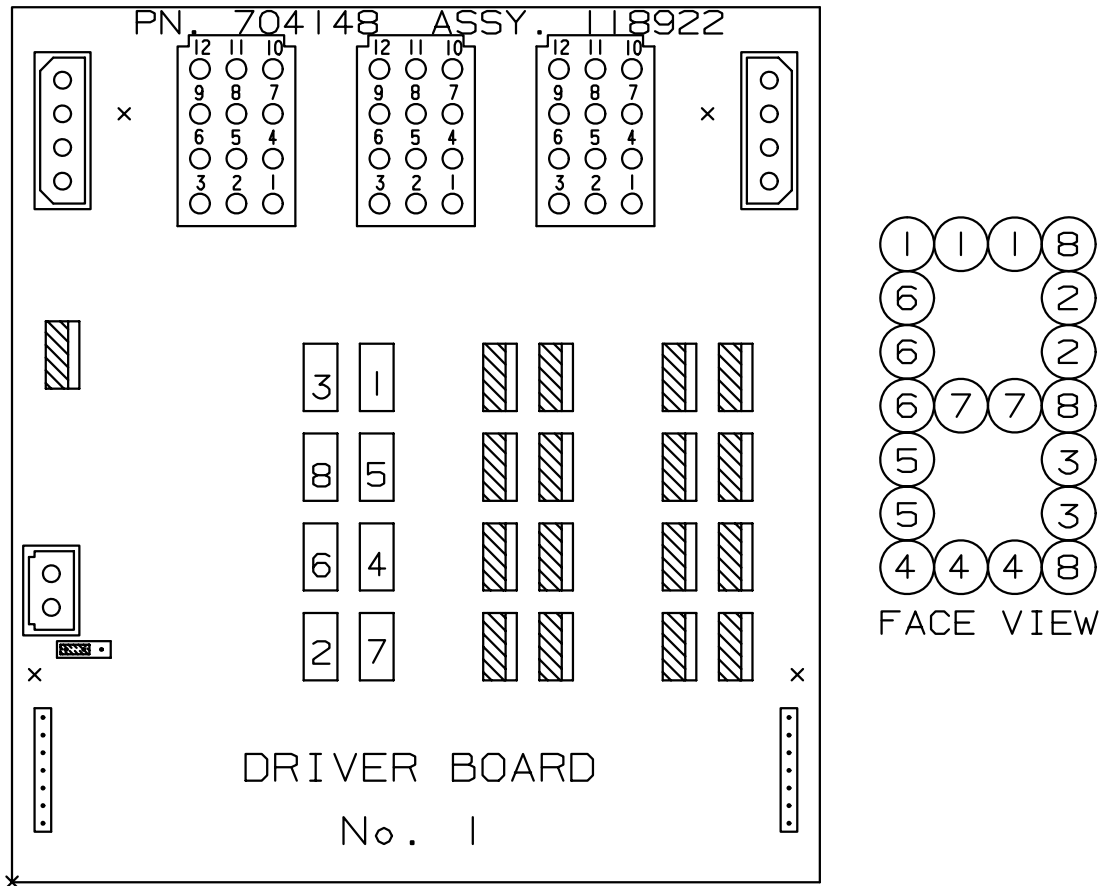 PN. 704148 ASSY. 118922
12 11 10 12 11 10 12 11 10
9 8 7 9 8 7 9 8 7
6 5 4 6 5 4 6 5 4
3 2 1 3 2 1 3 2 1
1 1 1 8
6 2
6 2
3 1
6 7 7 8
8 5
5 3
5 3
6 4
4 4 4 8
FACE VIEW
2 7
DRIVER BOARD
No. 1